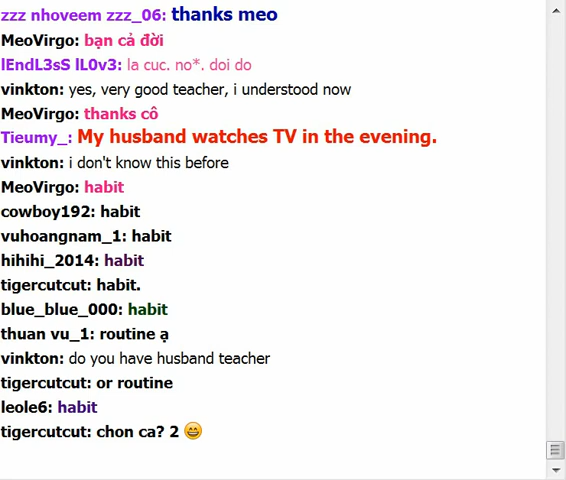 zzz nhoveem zzz_06: thanks meo
MeoVirgo: bạn cả đời
lEndL3sS lL0v3: la cuc. no*. doi do
vinkton: yes, very good teacher, i understood now
MeoVirgo: thanks cô
Tieumy_: My husband watches TV in the evening.
vinkton: i don't know this before
MeoVirgo: habit
cowboy192: habit
vuhoangnam_1: habit
hihihi_2014: habit
tigercutcut: habit.
blue_blue_000: habit
thuan vu_1: routine ạ
vinkton: do you have husband teacher
tigercutcut: or routine
leole6: habit
tigercutcut: chon ca? 2 😄